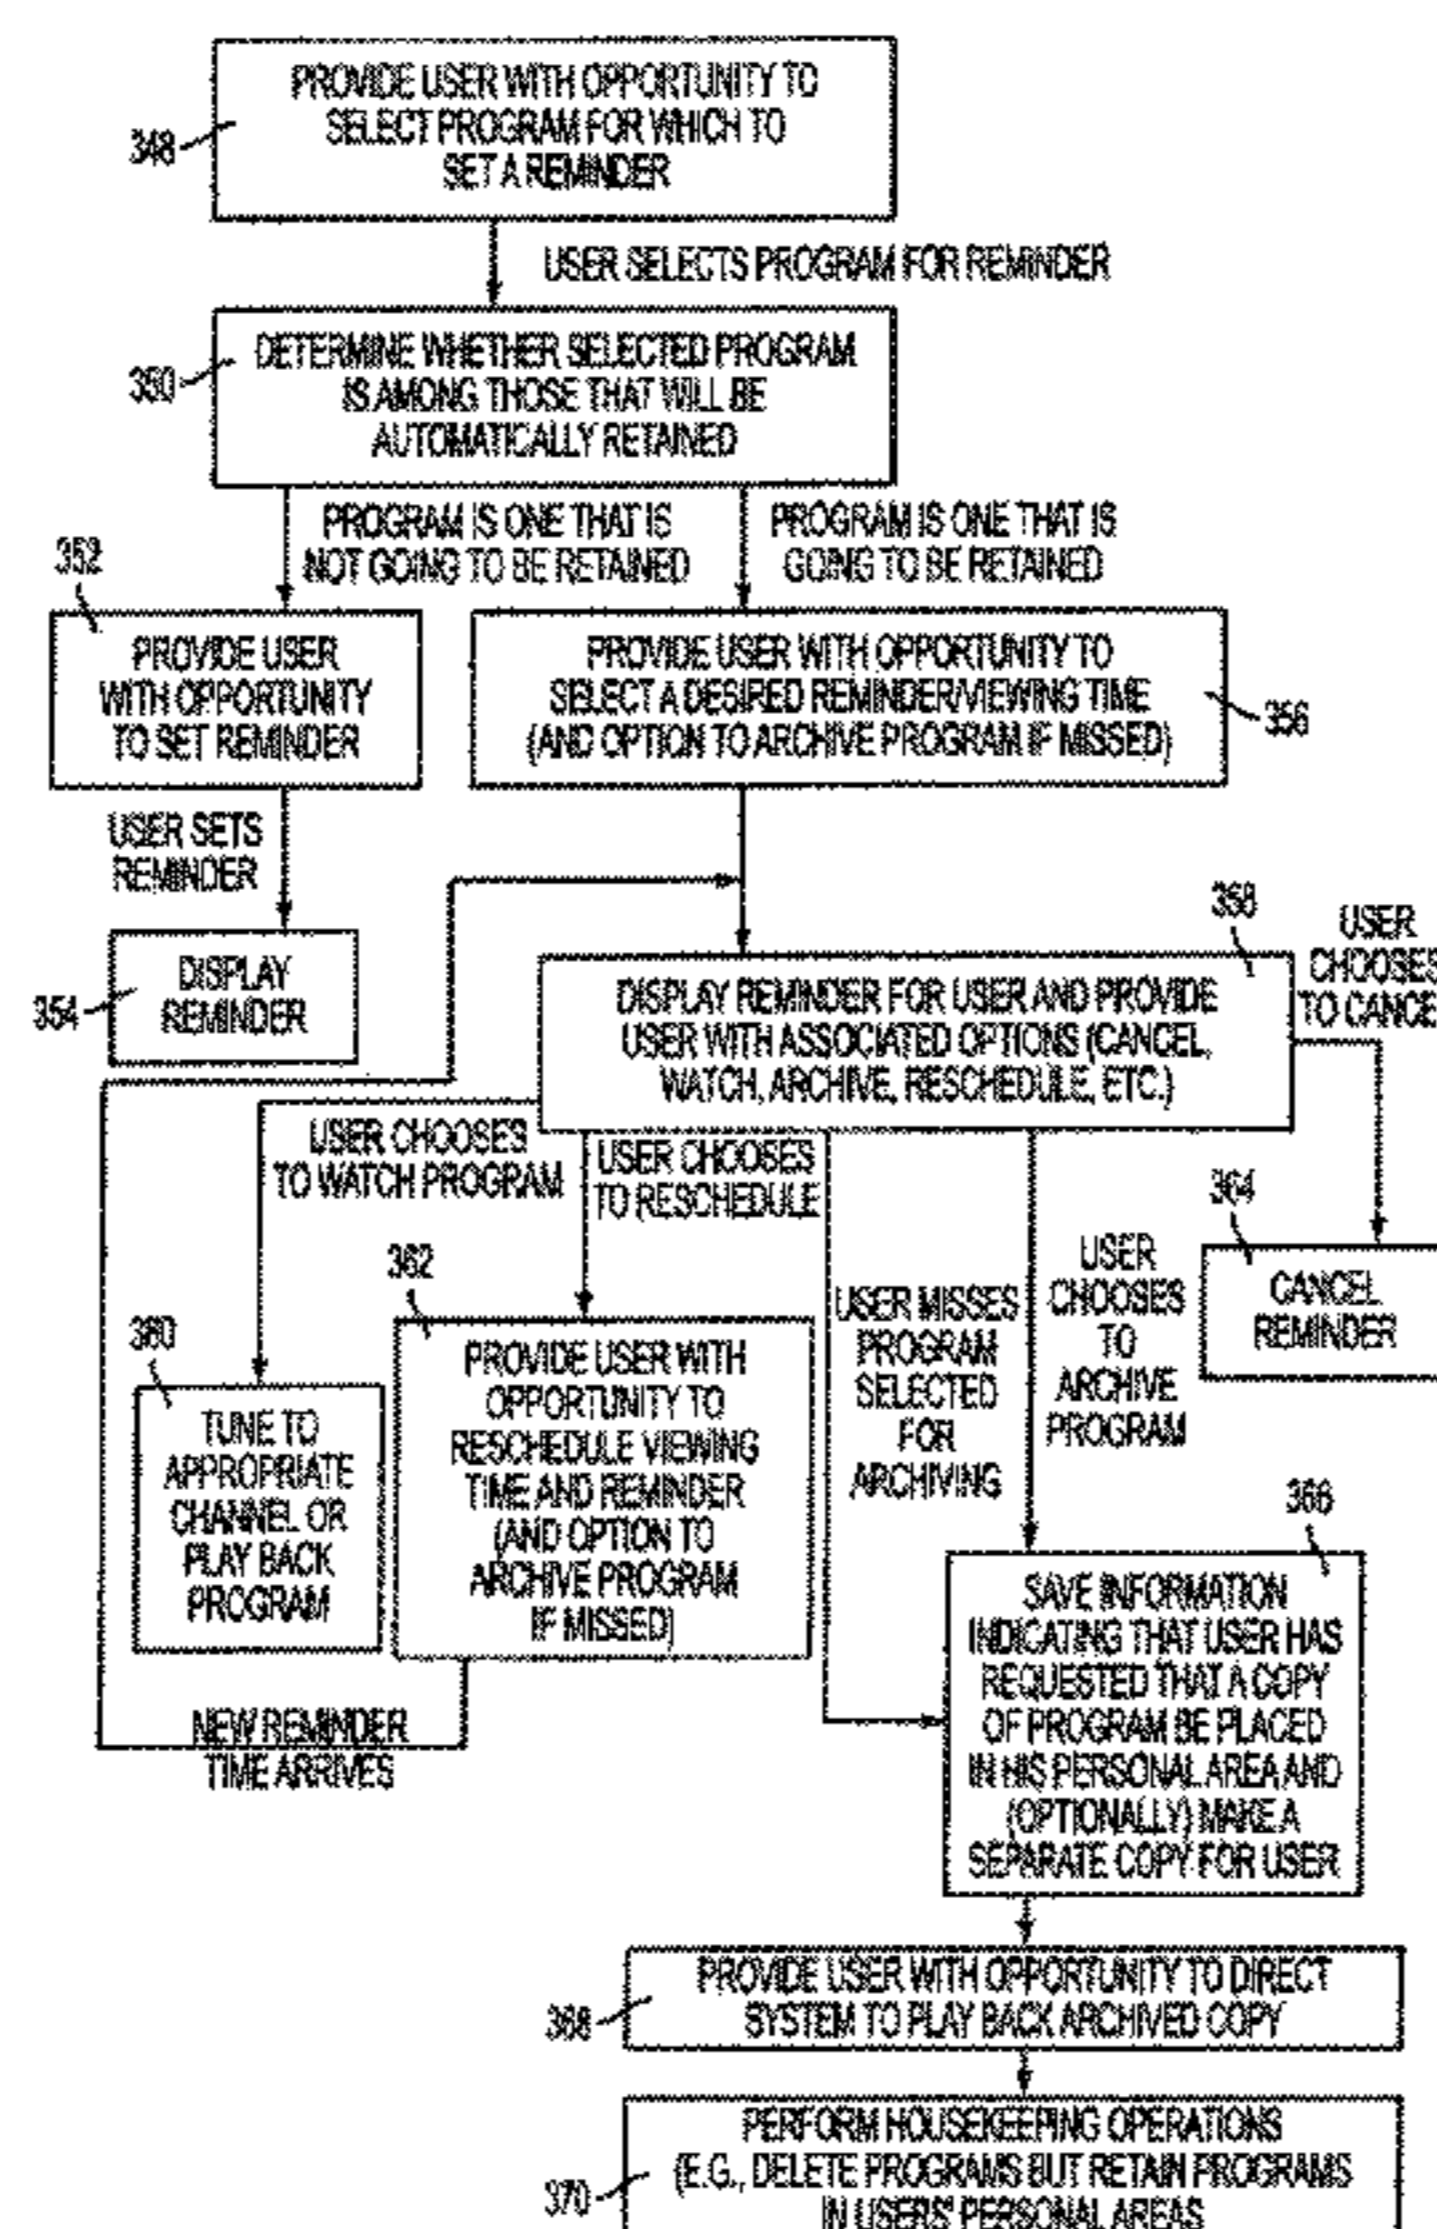 PROVIDE USER WITH OPPORTUNITY TO
SELECT PROGRAM FOR WHICH TO
SET A REMINDER
348
USER SELECTS PROGRAM FOR REMINDER
DETERMINE WHETHER SELECTED PROGRAM
IS AMONG THOSE THAT WILL BE
AUTOMATICALLY RETAINED
350
PROGRAM IS ONE THAT IS
NOT GOING TO BE RETAINED
PROGRAM IS ONE THAT IS
GOING TO BE RETAINED
352
PROVIDE USER
WITH OPPORTUNITY
TO SET REMINDER
PROVIDE USER WITH OPPORTUNITY TO
SELECT A DESIRED REMINDER/VIEWING TIME
(AND OPTION TO ARCHIVE PROGRAM IF MISSED)
356
USER SETS
REMINDER
DISPLAY
REMINDER
354
358
DISPLAY REMINDER FOR USER AND PROVIDE
USER WITH ASSOCIATED OPTIONS (CANCEL,
WATCH, ARCHIVE, RESCHEDULE, ETC.)
USER
CHOOSES
TO CANCE
USER CHOOSES
TO WATCH PROGRAM
USER CHOOSES
TO RESCHEDULE
USER MISSES
PROGRAM
SELECTED
FOR
ARCHIVING
USER
CHOOSES
TO
ARCHIVE
PROGRAM
364
CANCEL
REMINDER
360
TUNE TO
APPROPRIATE
CHANNEL OR
PLAY BACK
PROGRAM
362
PROVIDE USER WITH
OPPORTUNITY TO
RESCHEDULE VIEWING
TIME AND REMINDER
(AND OPTION TO
ARCHIVE PROGRAM
IF MISSED)
NEW REMINDER
TIME ARRIVES
366
SAVE INFORMATION
INDICATING THAT USER HAS
REQUESTED THAT A COPY
OF PROGRAM BE PLACED
IN HIS PERSONAL AREA AND
(OPTIONALLY) MAKE A
SEPARATE COPY FOR USER
PROVIDE USER WITH OPPORTUNITY TO DIRECT
SYSTEM TO PLAY BACK ARCHIVED COPY
368
PERFORM HOUSEKEEPING OPERATIONS
(E.G., DELETE PROGRAMS BUT RETAIN PROGRAMS
IN USERS' PERSONAL AREAS
370